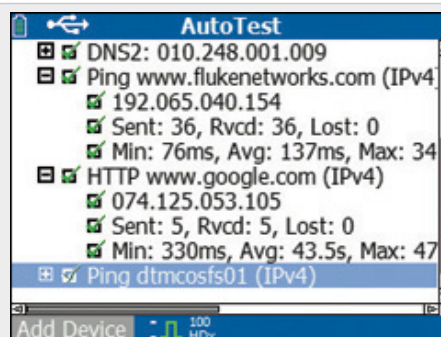 AutoTest
DNS2: 010.248.001.009
Ping www.flukenetworks.com (IPv4
192.065.040.154
Sent: 36, Rvcd: 36, Lost: 0
Min: 76ms, Avg: 137ms, Max: 34
HTTP www.google.com (IPv4)
074.125.053.105
Sent: 5, Rvcd: 5, Lost: 0
Min: 330ms, Avg: 43.5s, Max: 47
Ping dtmcosfs01 (IPv4)
Add Device
100
HDx